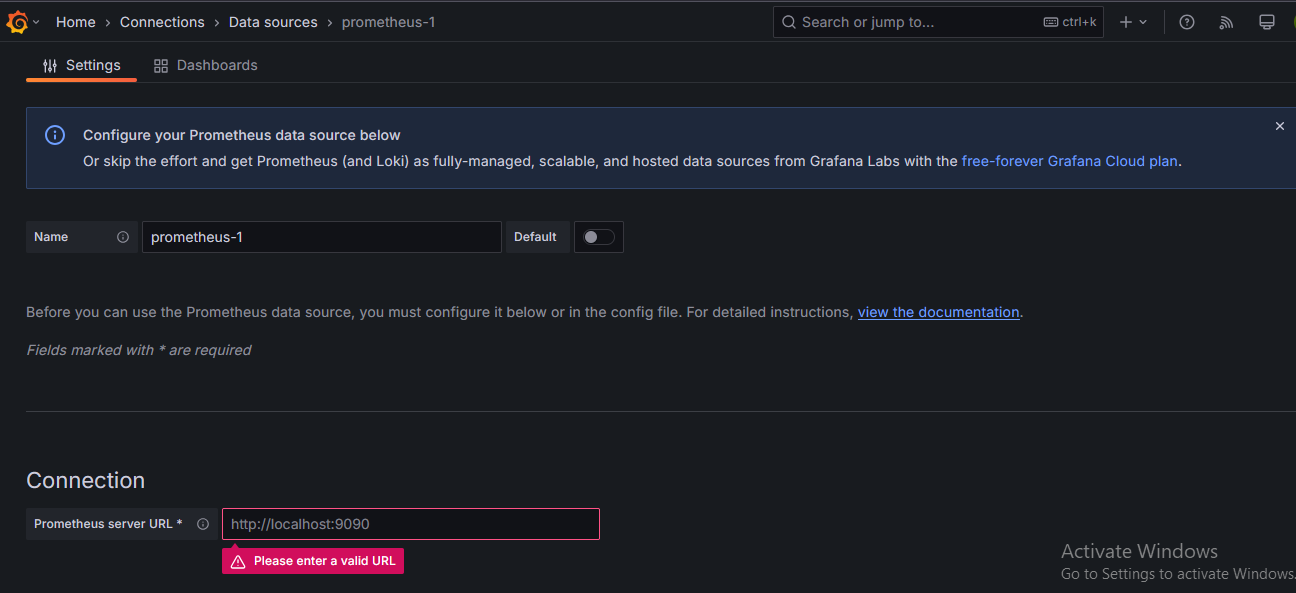 Home › Connections › Data sources › prometheus-1
Search or jump to...
ctrl+k
Settings
Dashboards
Configure your Prometheus data source below
Or skip the effort and get Prometheus (and Loki) as fully-managed, scalable, and hosted data sources from Grafana Labs with the free-forever Grafana Cloud plan.
Name
prometheus-1
Default
Before you can use the Prometheus data source, you must configure it below or in the config file. For detailed instructions, view the documentation.
Fields marked with * are required
Connection
Prometheus server URL *
http://localhost:9090
Please enter a valid URL
Activate Windows
Go to Settings to activate Windows.